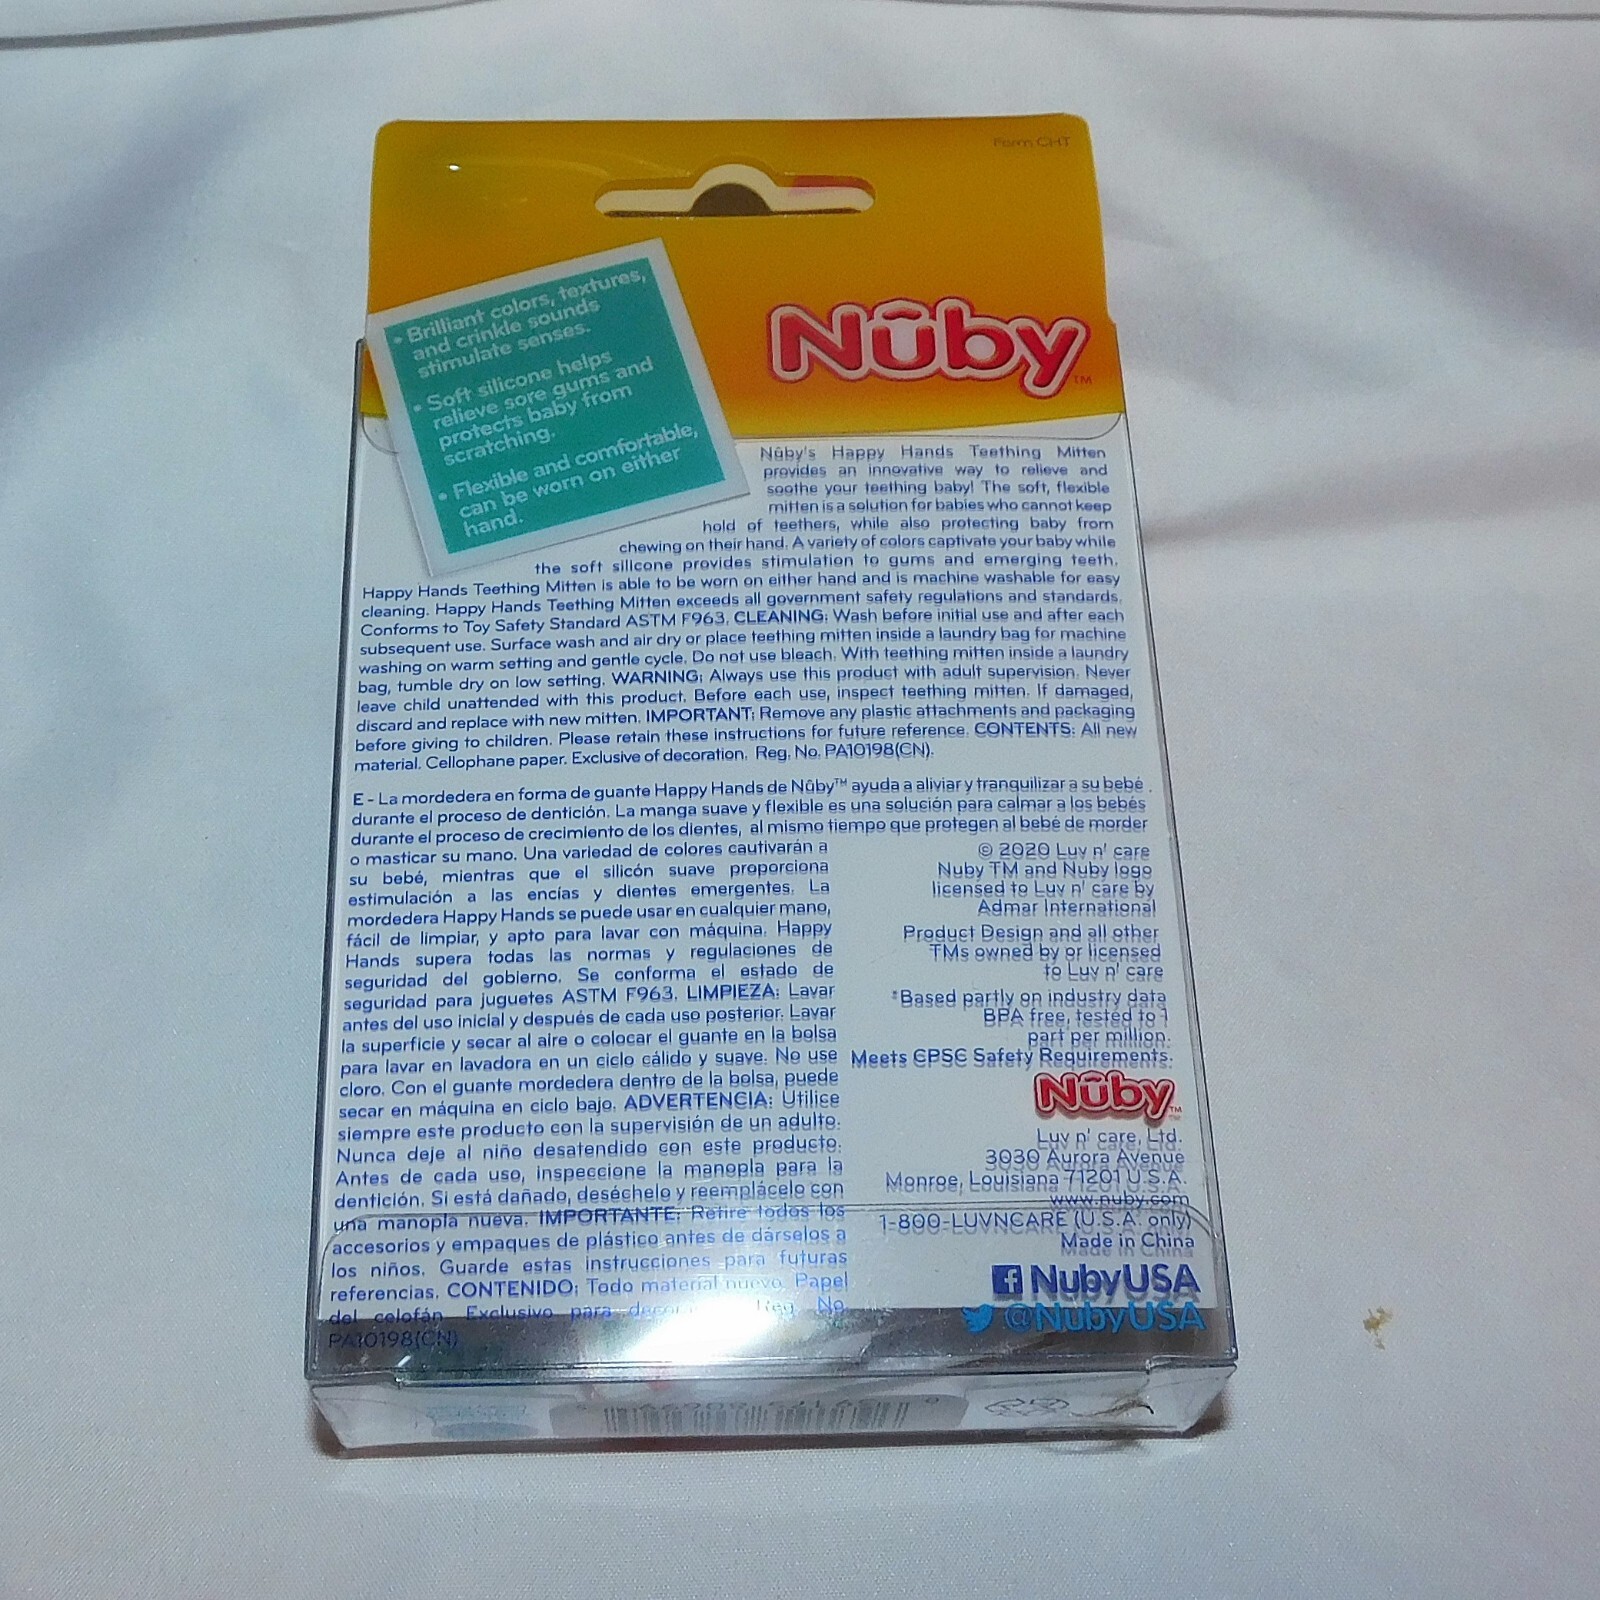 Form CHT
• Brilliant colors, textures,
and crinkle sounds
stimulate senses.
• Soft silicone helps
relieve sore gums and
protects baby from
scratching.
• Flexible and comfortable,
can be worn on either
hand.
Nûby™
Nûby's Happy Hands Teething Mitten
provides an innovative way to relieve and
soothe your teething baby! The soft, flexible
mitten is a solution for babies who cannot keep
hold of teethers, while also protecting baby from
chewing on their hand. A variety of colors captivate your baby while
the soft silicone provides stimulation to gums and emerging teeth.
Happy Hands Teething Mitten is able to be worn on either hand and is machine washable for easy
cleaning. Happy Hands Teething Mitten exceeds all government safety regulations and standards.
Conforms to Toy Safety Standard ASTM F963. CLEANING: Wash before initial use and after each
subsequent use. Surface wash and air dry or place teething mitten inside a laundry bag for machine
washing on warm setting and gentle cycle. Do not use bleach. With teething mitten inside a laundry
bag, tumble dry on low setting. WARNING: Always use this product with adult supervision. Never
leave child unattended with this product. Before each use, inspect teething mitten. If damaged,
discard and replace with new mitten. IMPORTANT: Remove any plastic attachments and packaging
before giving to children. Please retain these instructions for future reference. CONTENTS: All new
material. Cellophane paper. Exclusive of decoration. Reg. No. PA10198(CN).
E - La mordedera en forma de guante Happy Hands de Nûby™ ayuda a aliviar y tranquilizar a su bebé
durante el proceso de dentición. La manga suave y flexible es una solución para calmar a los bebés
durante el proceso de crecimiento de los dientes, al mismo tiempo que protegen al bebé de morder
o masticar su mano. Una variedad de colores cautivarán a
su bebé, mientras que el silicón suave proporciona
estimulación a las encías y dientes emergentes. La
mordedera Happy Hands se puede usar en cualquier mano,
fácil de limpiar, y apto para lavar con máquina. Happy
Hands supera todas las normas y regulaciones de
seguridad del gobierno. Se conforma el estado de
seguridad para juguetes ASTM F963. LIMPIEZA: Lavar
antes del uso inicial y después de cada uso posterior. Lavar
la superficie y secar al aire o colocar el guante en la bolsa
para lavar en lavadora en un ciclo cálido y suave. No use
cloro. Con el guante mordedera dentro de la bolsa, puede
secar en máquina en ciclo bajo. ADVERTENCIA: Utilice
siempre este producto con la supervisión de un adulto.
Nunca deje al niño desatendido con este producto.
Antes de cada uso, inspeccione la manopla para la
dentición. Si está dañado, deséchelo y reemplácelo con
una manopla nueva. IMPORTANTE: Retire todos los
accesorios y empaques de plástico antes de dárselos a
los niños. Guarde estas instrucciones para futuras
referencias. CONTENIDO: Todo material nuevo. Papel
del celofán. Exclusivo para Reg. No.
PA10198(CN)
© 2020 Luv n' care
Nuby TM and Nuby logo
licensed to Luv n' care by
Admar International
Product Design and all other
TMs owned by or licensed
to Luv n' care
*Based partly on industry data
BPA free, tested to 1
part per million.
Meets CPSC Safety Requirements.
Nûby™
Luv n' care, Ltd.
3030 Aurora Avenue
Monroe, Louisiana 71201 U.S.A.
www.nuby.com
1-800-LUVNCARE (U.S.A. only)
Made in China
NubyUSA
@NubyUSA